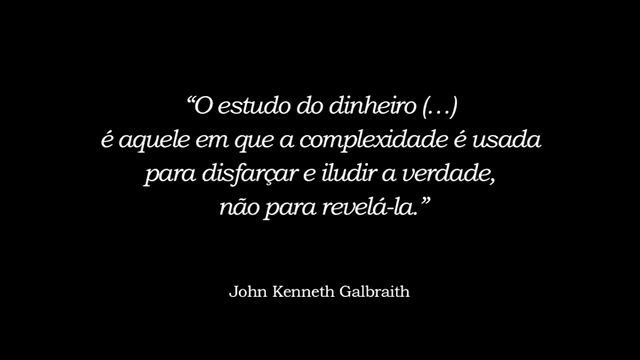 “O estudo do dinheiro (…)
é aquele em que a complexidade é usada
para disfarçar e iludir a verdade,
não para revelá-la.”
John Kenneth Galbraith